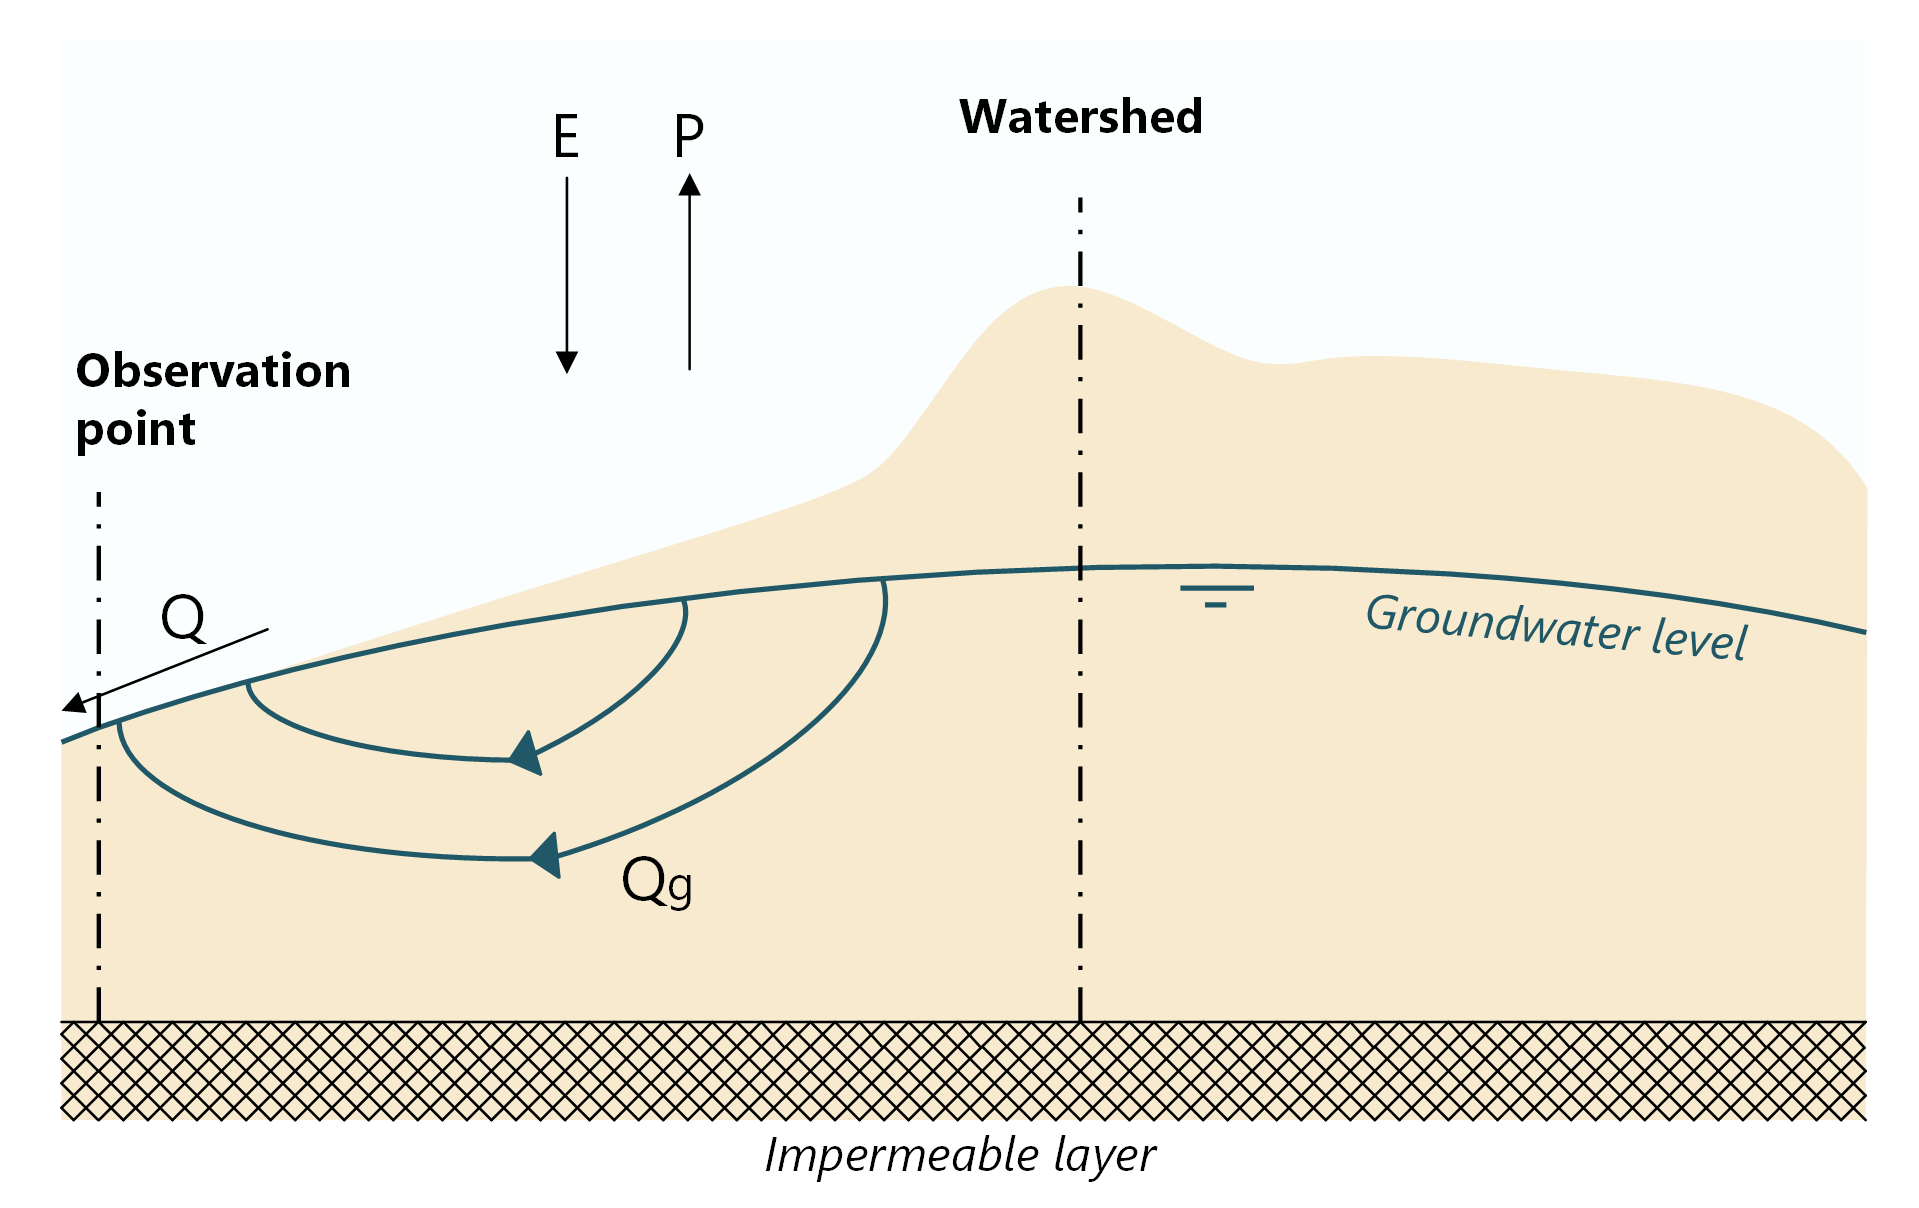 E
P
Watershed
Observation
point
Q
Groundwater level
Qg
Impermeable layer